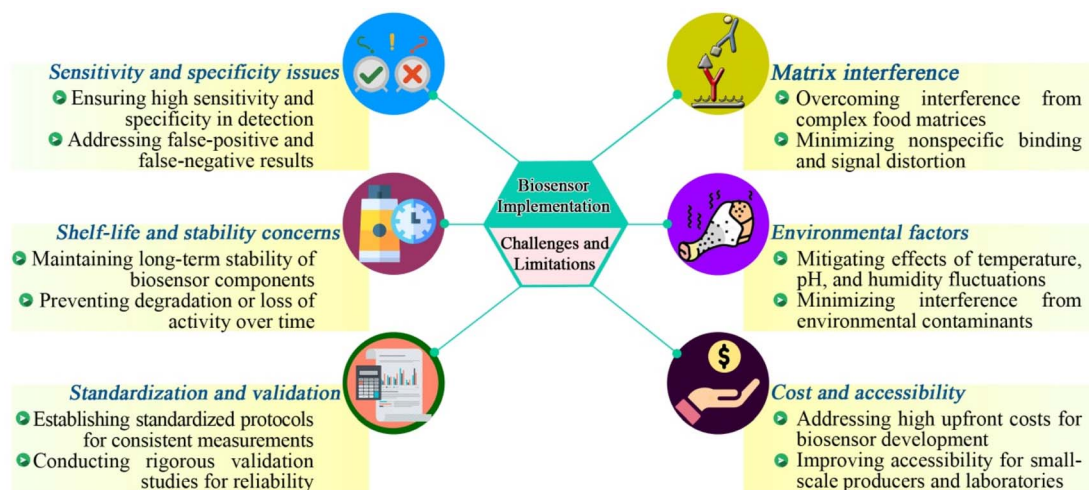 Sensitivity and specificity issues
Ensuring high sensitivity and
specificity in detection
Addressing false-positive and
false-negative results
Shelf-life and stability concerns
Maintaining long-term stability of
biosensor components
Preventing degradation or loss of
activity over time
Standardization and validation
Establishing standardized protocols
for consistent measurements
Conducting rigorous validation
studies for reliability
Biosensor
Implementation
Challenges and
Limitations
Matrix interference
Overcoming interference from
complex food matrices
Minimizing nonspecific binding
and signal distortion
Environmental factors
Mitigating effects of temperature,
pH, and humidity fluctuations
Minimizing interference from
environmental contaminants
$
Cost and accessibility
Addressing high upfront costs for
biosensor development
Improving accessibility for small-
scale producers and laboratories